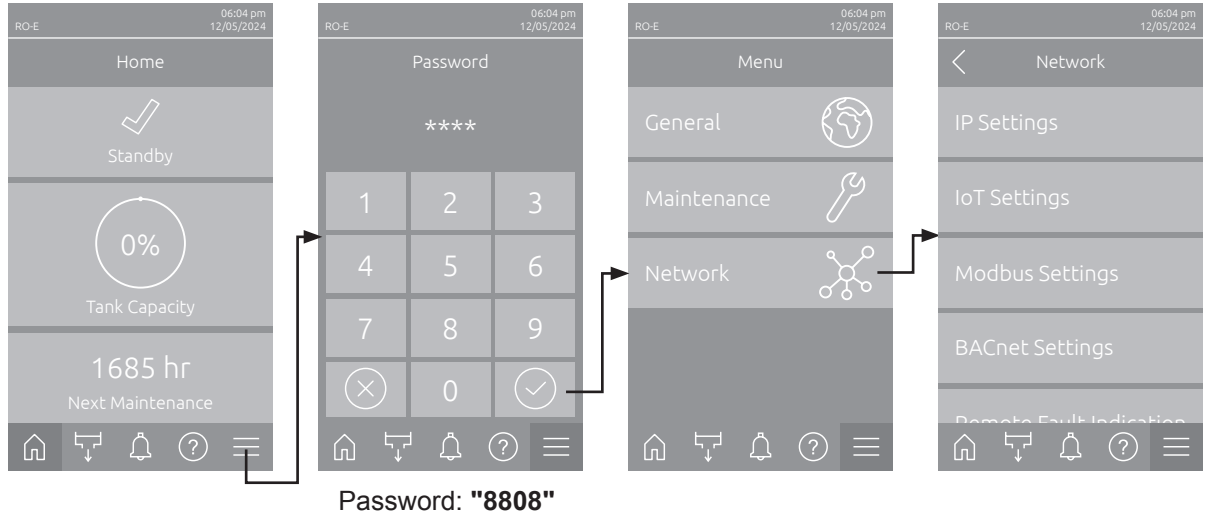 RO-E
06:04 pm
12/05/2024
Home
Standby
0%
Tank Capacity
1685 hr
Next Maintenance
?
RO-E
06:04 pm
12/05/2024
Password
****
1 2 3
4 5 6
7 8 9
0
?
Password: "8808"
RO-E
06:04 pm
12/05/2024
Menu
General
Maintenance
Network
?
RO-E
06:04 pm
12/05/2024
Network
IP Settings
IoT Settings
Modbus Settings
BACnet Settings
Remote Fault Indication
?